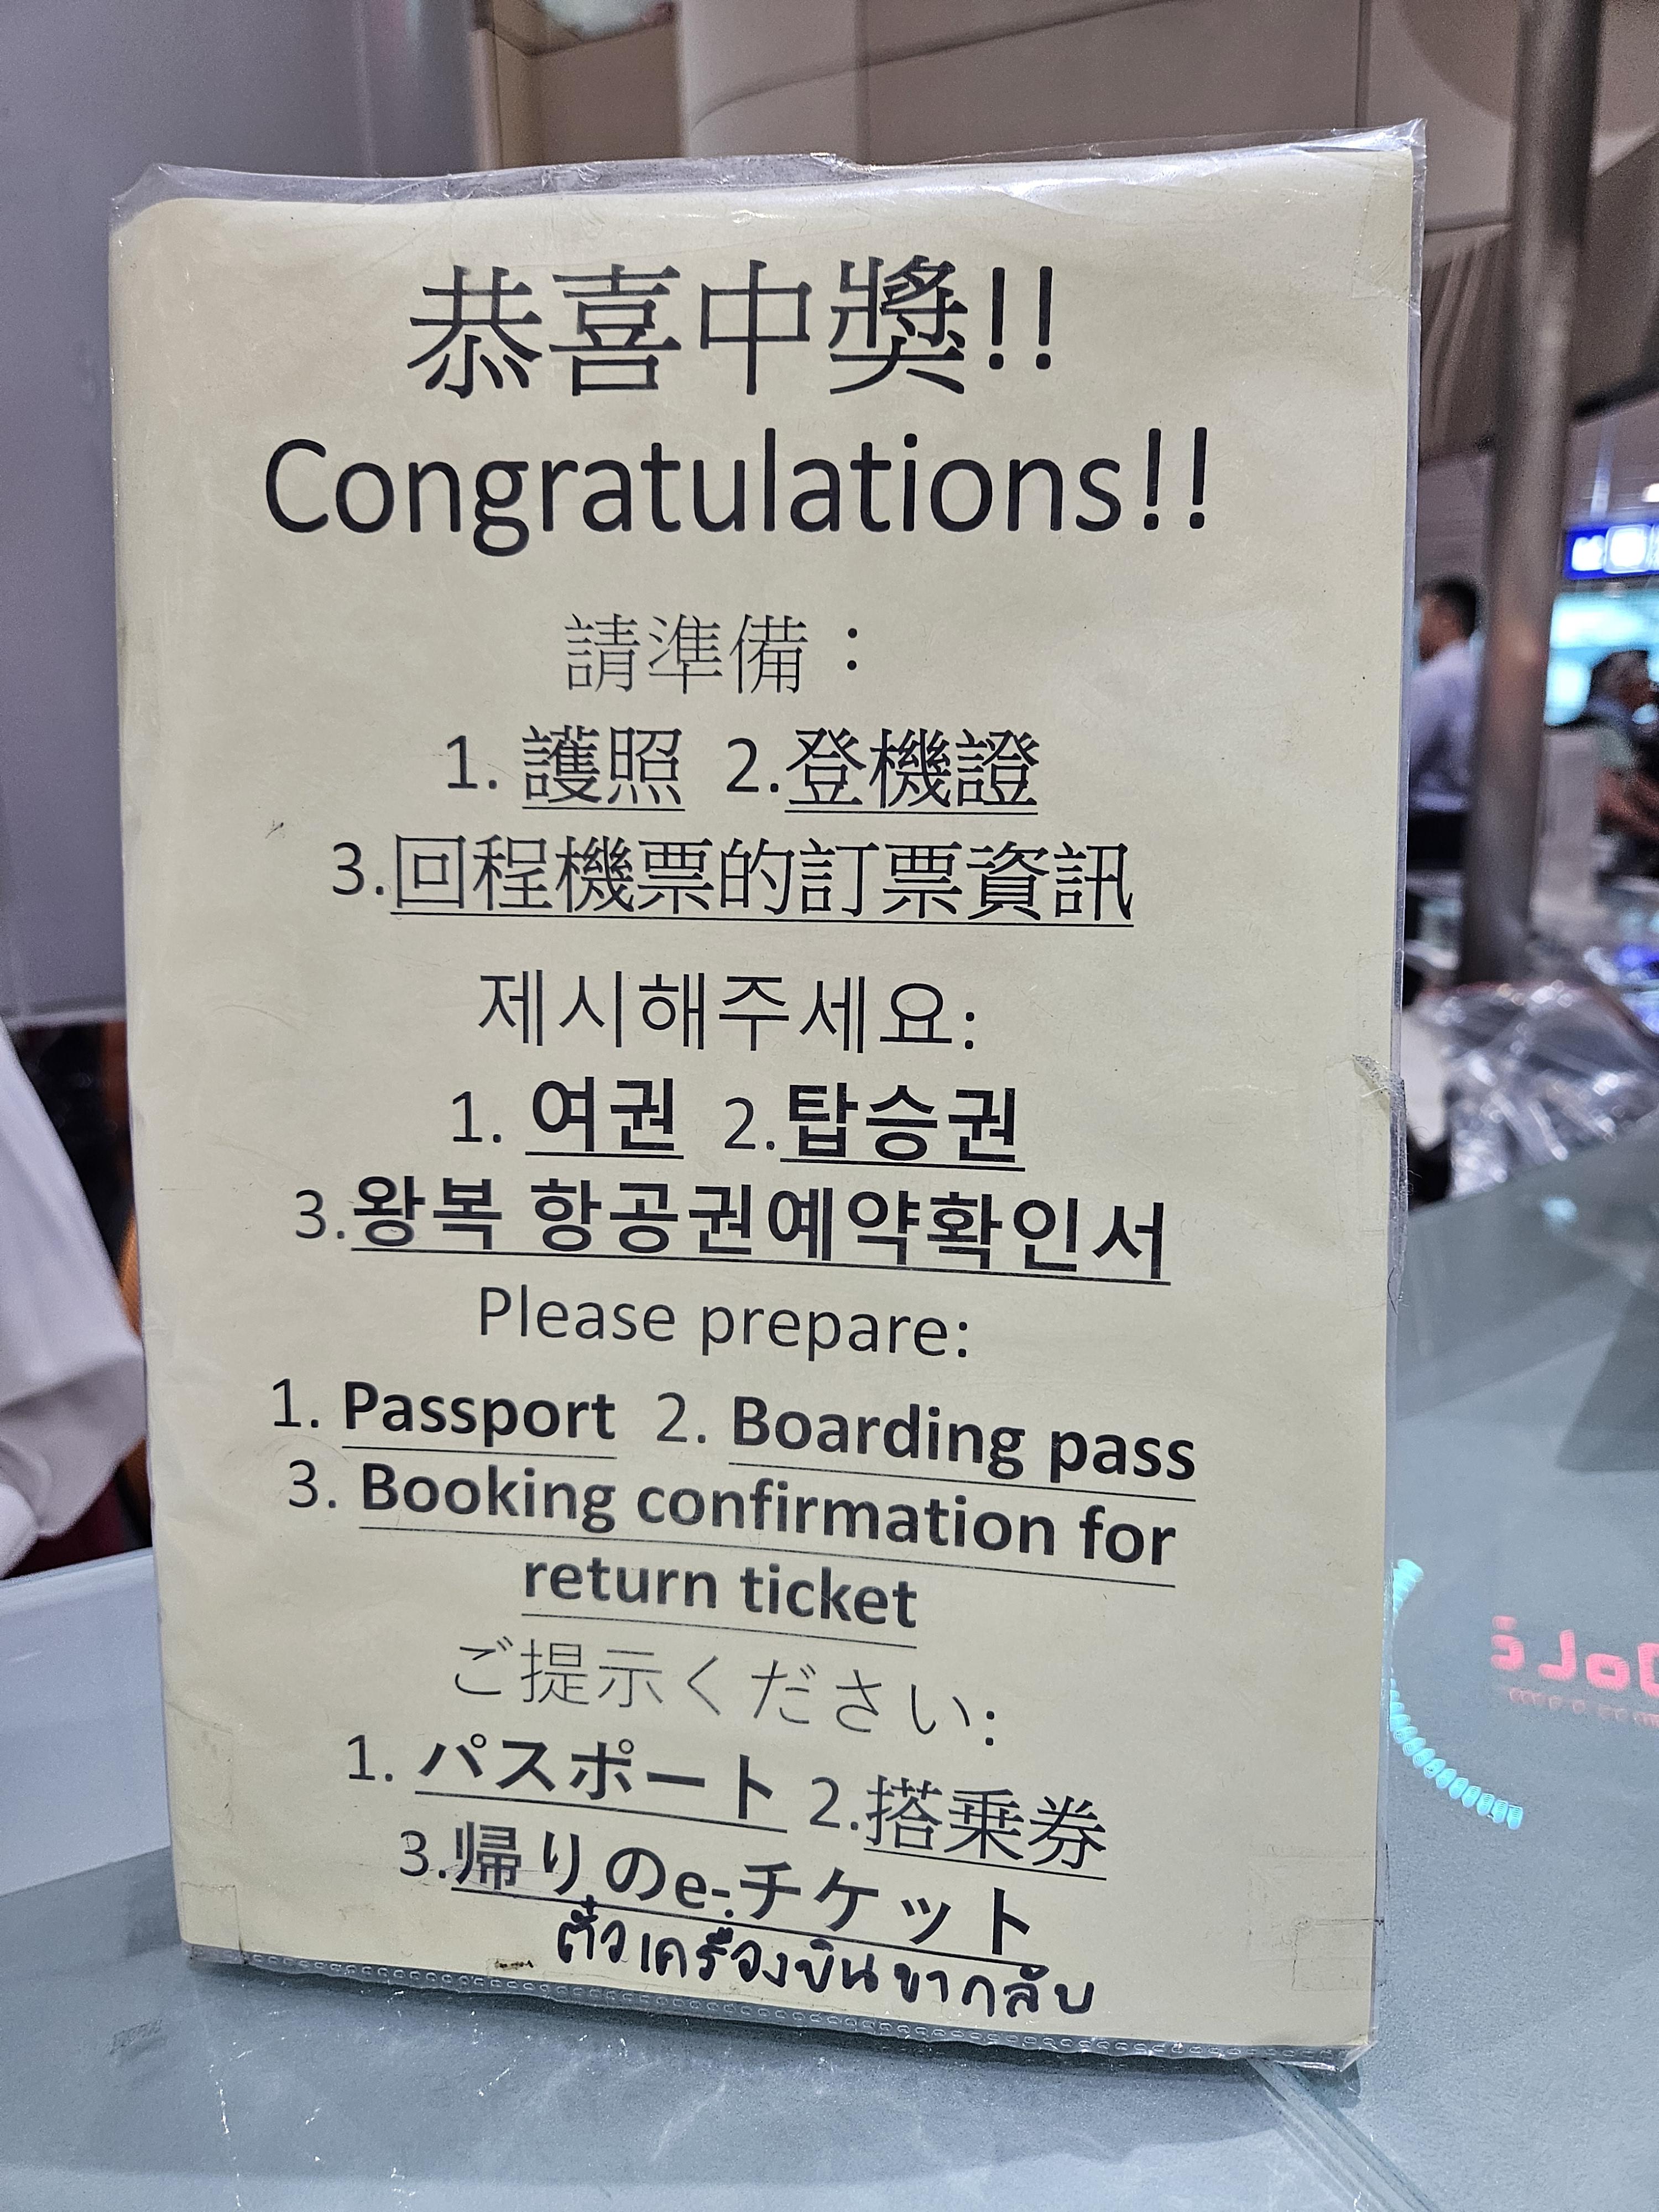 恭喜中獎!!
Congratulations!!
請準備：
1. 護照 2.登機證
3.回程機票的訂票資訊
제시해주세요:
1. 여권 2.탑승권
3.왕복 항공권예약확인서
Please prepare:
1. Passport 2. Boarding pass
3. Booking confirmation for
return ticket
ご提示ください:
1. パスポート 2.搭乗券
3.帰りのe-チケット
ตั๋วเครื่องบินขากลับ